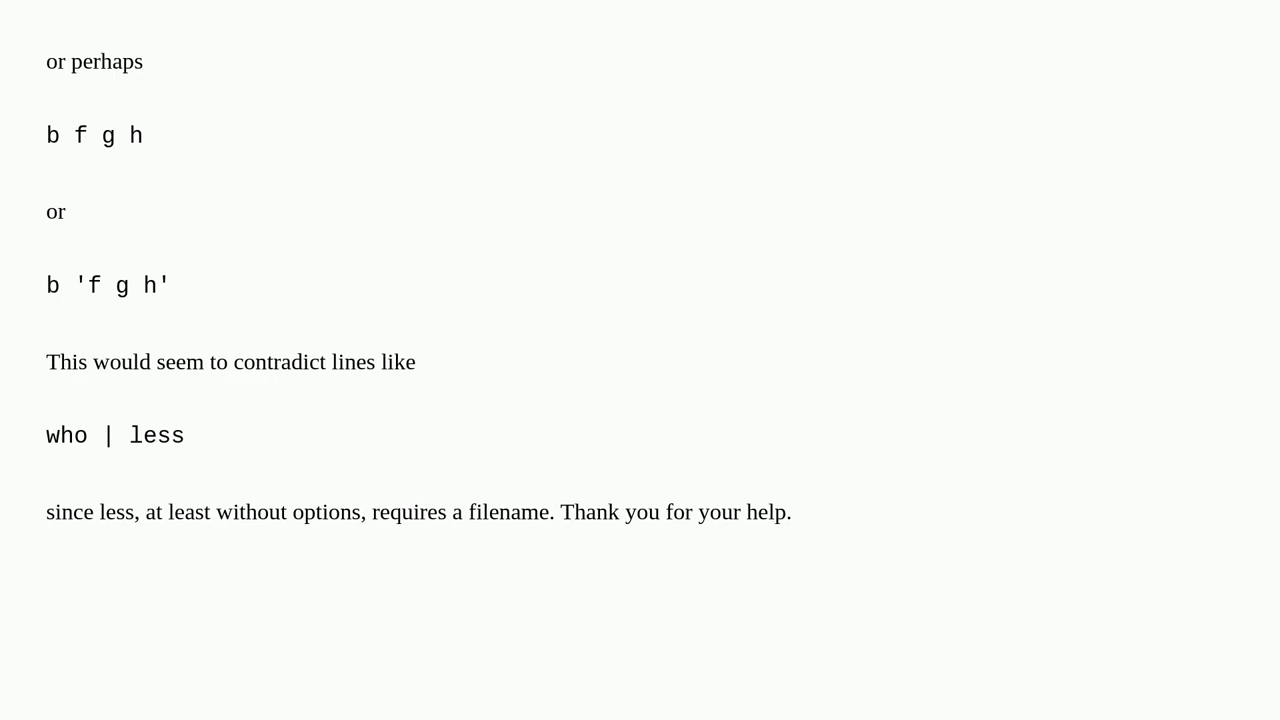 or perhaps
b f g h
or
b 'f g h'
This would seem to contradict lines like
who | less
since less, at least without options, requires a filename. Thank you for your help.